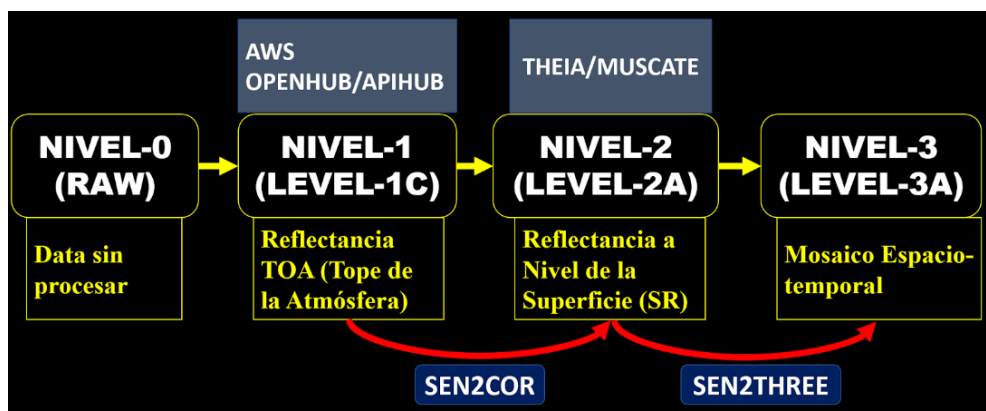 AWS
OPENHUB/APIHUB
THEIA/MUSCATE
NIVEL-0
(RAW)
NIVEL-1
(LEVEL-1C)
NIVEL-2
(LEVEL-2A)
NIVEL-3
(LEVEL-3A)
Data sin
procesar
Reflectancia
TOA (Tope de
la Atmósfera)
Reflectancia a
Nivel de la
Superficie (SR)
Mosaico Espacio-
temporal
SEN2COR
SEN2THREE